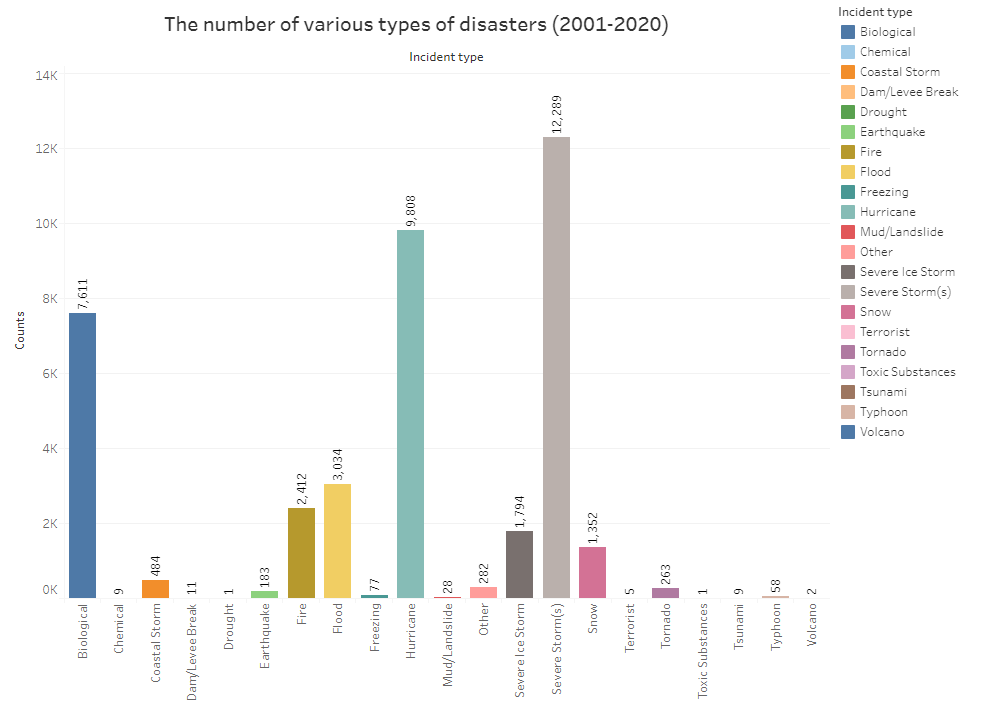 The number of various types of disasters (2001-2020)
Incident type
Incident type
Biological
Chemical
Coastal Storm
Dam/Levee Break
Drought
Earthquake
Fire
Flood
Freezing
Hurricane
Mud/Landslide
Other
Severe Ice Storm
Severe Storm(s)
Snow
Terrorist
Tornado
Toxic Substances
Tsunami
Typhoon
Volcano
Counts
14K
12K
10K
8K
6K
4K
2K
0K
7,611
9
484
11
1
183
2,412
3,034
77
9,808
28
282
1,794
12,289
1,352
5
263
1
9
58
2
Biological
Chemical
Coastal Storm
Dam/Levee Break
Drought
Earthquake
Fire
Flood
Freezing
Hurricane
Mud/Landslide
Other
Severe Ice Storm
Severe Storm(s)
Snow
Terrorist
Tornado
Toxic Substances
Tsunami
Typhoon
Volcano